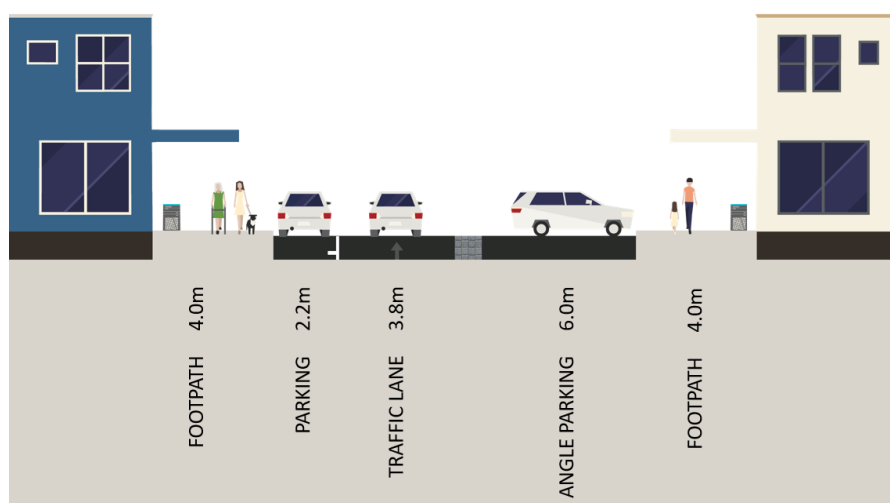 FOOTPATH 4.0m
PARKING 2.2m
TRAFFIC LANE 3.8m
ANGLE PARKING 6.0m
FOOTPATH 4.0m